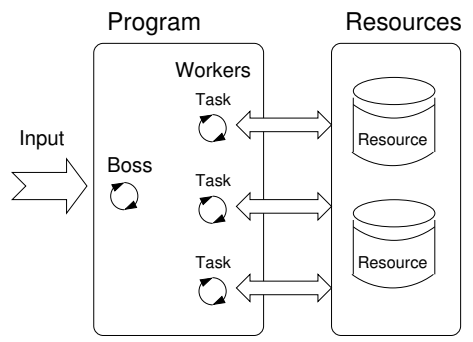 Program
Resources
Workers
Task
Resource
Input
Boss
Task
Task
Resource